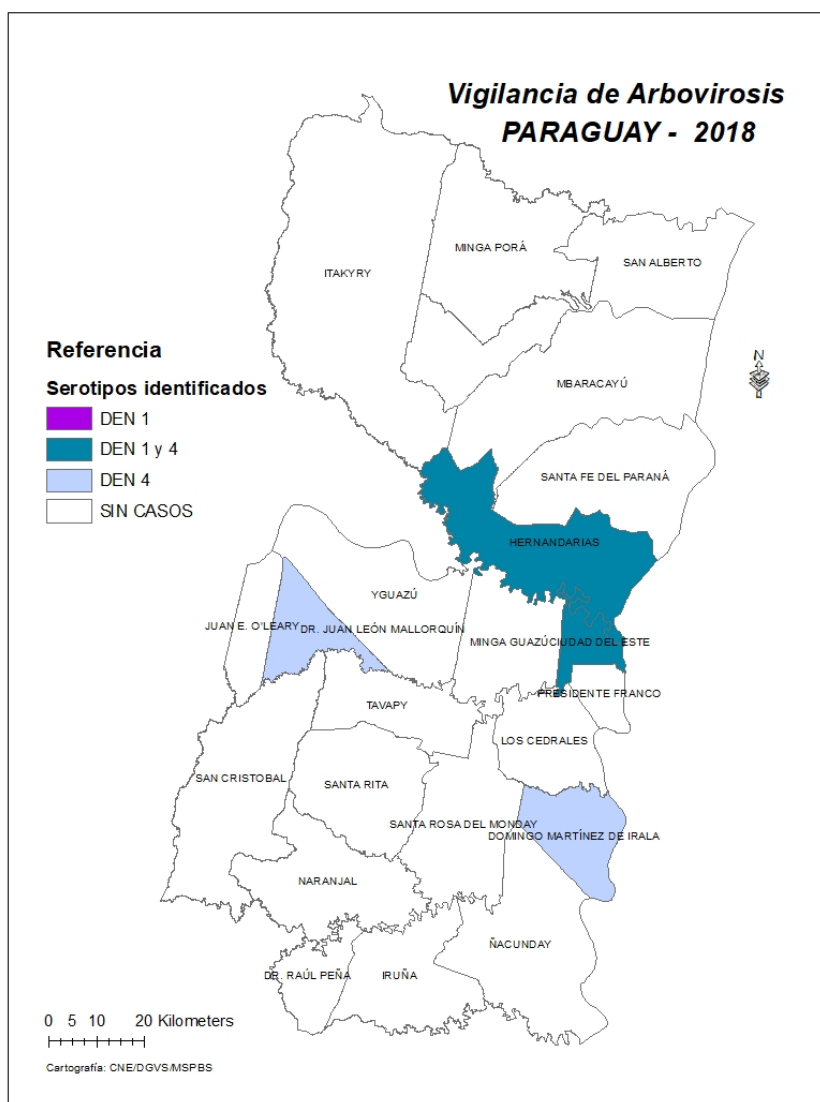 Vigilancia de Arbovirosis
PARAGUAY - 2018
ITAKYRY
MINGA PORÁ
SAN ALBERTO
MBARACAYÚ
N
Referencia
Serotipos identificados
DEN 1
DEN 1 y 4
DEN 4
SIN CASOS
SANTA FE DEL PARANÁ
HERNANDARIAS
YGUAZÚ
JUAN E. O'LEARY
DR. JUAN LEÓN MALLORQUÍN
MINGA GUAZÚ
CIUDAD DEL ESTE
PRESIDENTE FRANCO
TAVAPY
LOS CEDRALES
SAN CRISTOBAL
SANTA RITA
SANTA ROSA DEL MONDAY
DOMINGO MARTÍNEZ DE IRALA
NARANJAL
ÑACUNDAY
DR. RAÚL PEÑA
IRUÑA
0 5 10 20 Kilometers
Cartografía: CNE/DGVS/MSPBS